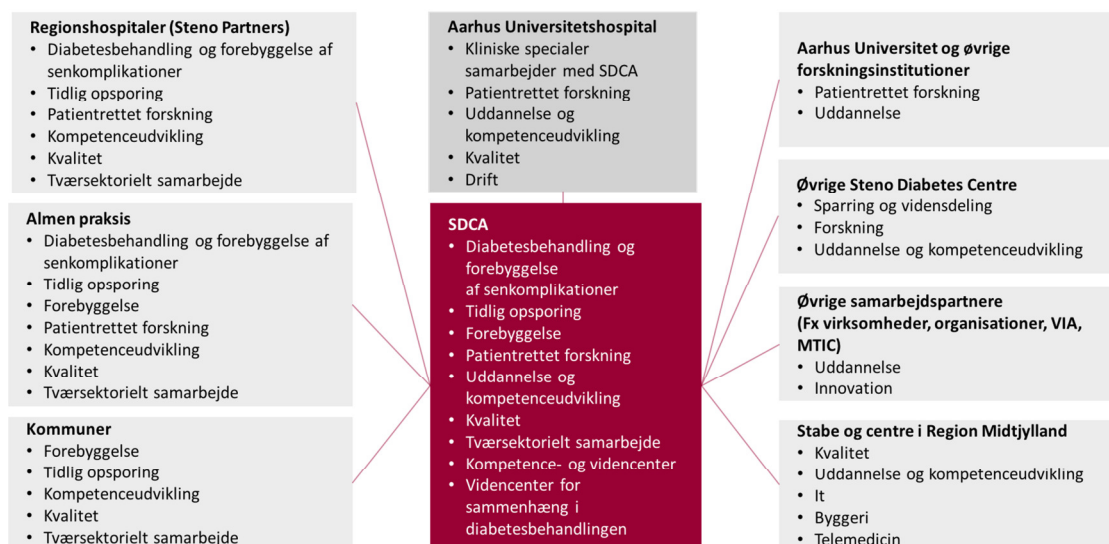 Regionshospitaler (Steno Partners)
• Diabetesbehandling og forebyggelse af
senkomplikationer
• Tidlig opsporing
• Patientrettet forskning
• Kompetenceudvikling
• Kvalitet
• Tværsektorielt samarbejde
Almen praksis
• Diabetesbehandling og forebyggelse af
senkomplikationer
• Tidlig opsporing
• Forebyggelse
• Patientrettet forskning
• Kompetenceudvikling
• Kvalitet
• Tværsektorielt samarbejde
Kommuner
• Forebyggelse
• Tidlig opsporing
• Kompetenceudvikling
• Kvalitet
• Tværsektorielt samarbejde
Aarhus Universitetshospital
• Kliniske specialer
samarbejder med SDCA
• Patientrettet forskning
• Uddannelse og
kompetenceudvikling
• Kvalitet
• Drift
SDCA
• Diabetesbehandling og
forebyggelse
af senkomplikationer
• Tidlig opsporing
• Forebyggelse
• Patientrettet forskning
• Uddannelse og
kompetenceudvikling
• Kvalitet
• Tværsektorielt samarbejde
• Kompetence- og videncenter
• Videncenter for
sammenhæng i
diabetesbehandlingen
Aarhus Universitet og øvrige
forskningsinstitutioner
• Patientrettet forskning
• Uddannelse
Øvrige Steno Diabetes Centre
• Sparring og vidensdeling
• Forskning
• Uddannelse og kompetenceudvikling
Øvrige samarbejdspartnere
(Fx virksomheder, organisationer, VIA,
MTIC)
• Uddannelse
• Innovation
Stabe og centre i Region Midtjylland
• Kvalitet
• Uddannelse og kompetenceudvikling
• It
• Byggeri
• Telemedicin